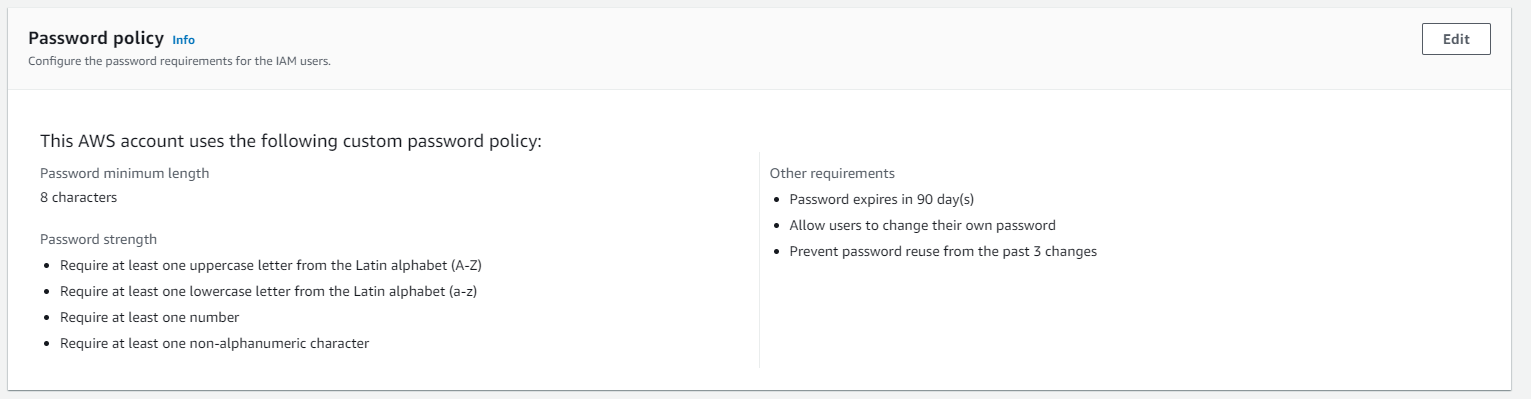 Password policy Info
Configure the password requirements for the IAM users.
Edit
This AWS account uses the following custom password policy:
Password minimum length
8 characters
Password strength
Require at least one uppercase letter from the Latin alphabet (A-Z)
Require at least one lowercase letter from the Latin alphabet (a-z)
Require at least one number
Require at least one non-alphanumeric character
Other requirements
Password expires in 90 day(s)
Allow users to change their own password
Prevent password reuse from the past 3 changes